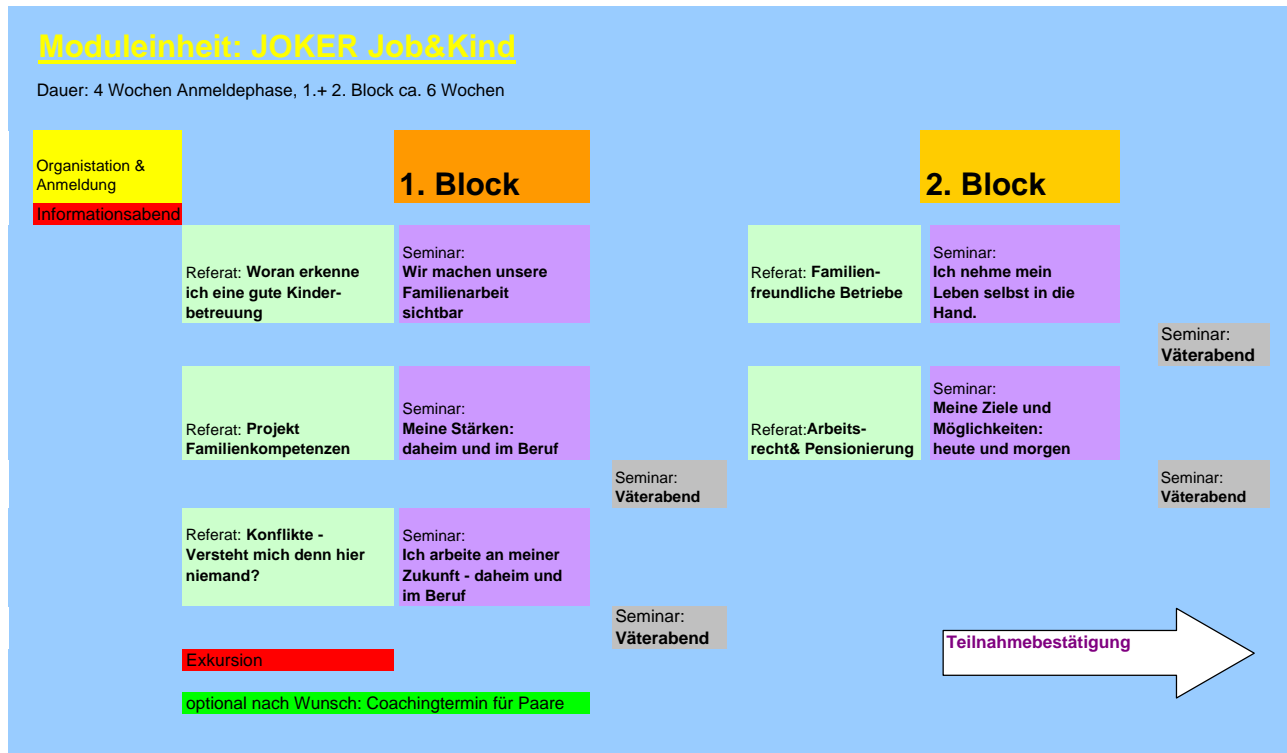 Moduleinheit: JOKER Job&Kind
Dauer: 4 Wochen Anmeldephase, 1.+ 2. Block ca. 6 Wochen
Organistation &
Anmeldung
Informationsabend
1. Block
Referat: Woran erkenne
ich eine gute Kinder-
betreuung
Seminar:
Wir machen unsere
Familienarbeit
sichtbar
Referat: Projekt
Familienkompetenzen
Seminar:
Meine Stärken:
daheim und im Beruf
Seminar:
Väterabend
Referat: Konflikte -
Versteht mich denn hier
niemand?
Seminar:
Ich arbeite an meiner
Zukunft - daheim und
im Beruf
Seminar:
Väterabend
Exkursion
optional nach Wunsch: Coachingtermin für Paare
2. Block
Referat: Familien-
freundliche Betriebe
Seminar:
Ich nehme mein
Leben selbst in die
Hand.
Seminar:
Väterabend
Referat:Arbeits-
recht& Pensionierung
Seminar:
Meine Ziele und
Möglichkeiten:
heute und morgen
Seminar:
Väterabend
Teilnahmebestätigung